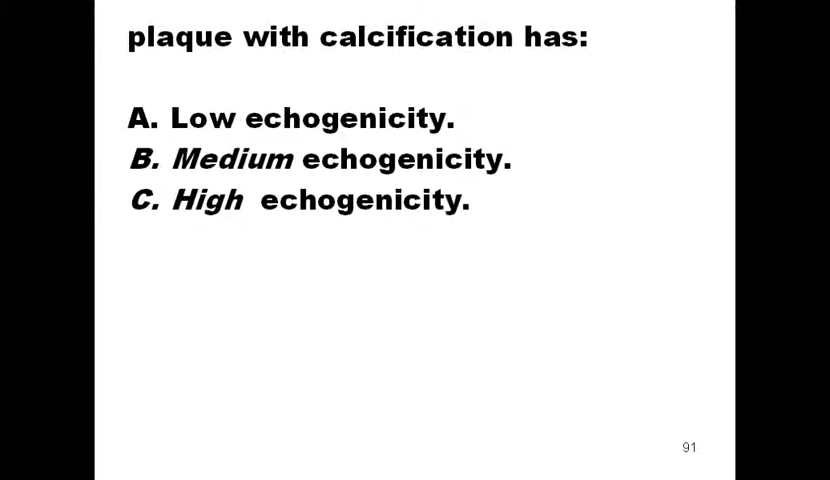 plaque with calcification has:
A. Low echogenicity.
B. Medium echogenicity.
C. High echogenicity.
91